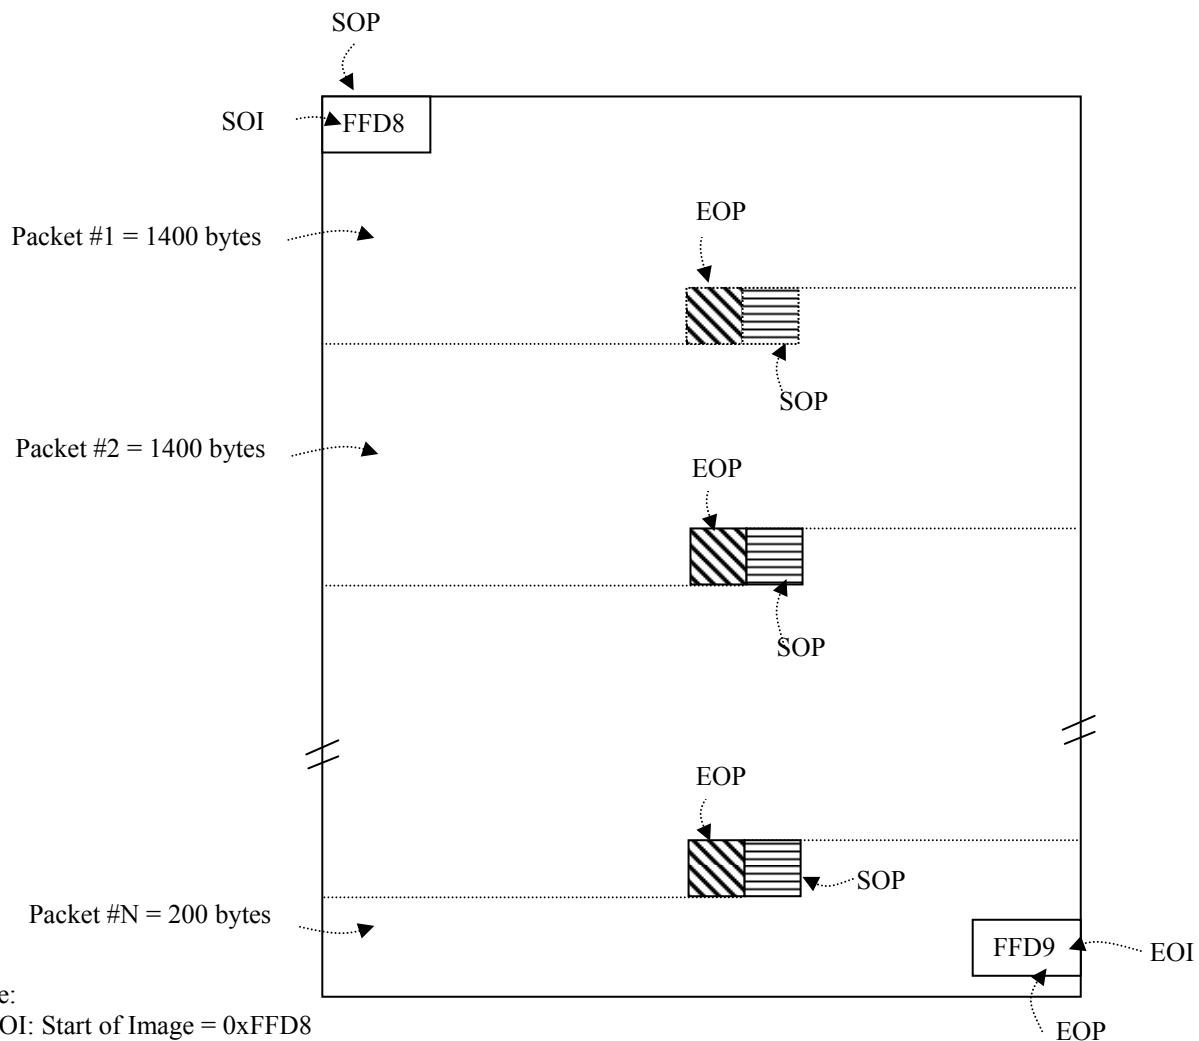 SOP
SOI
FFD8
EOP
Packet #1 = 1400 bytes
SOP
Packet #2 = 1400 bytes
EOP
SOP
EOP
SOP
Packet #N = 200 bytes
FFD9
EOI
e:
OI: Start of Image = 0xFFD8
EOP